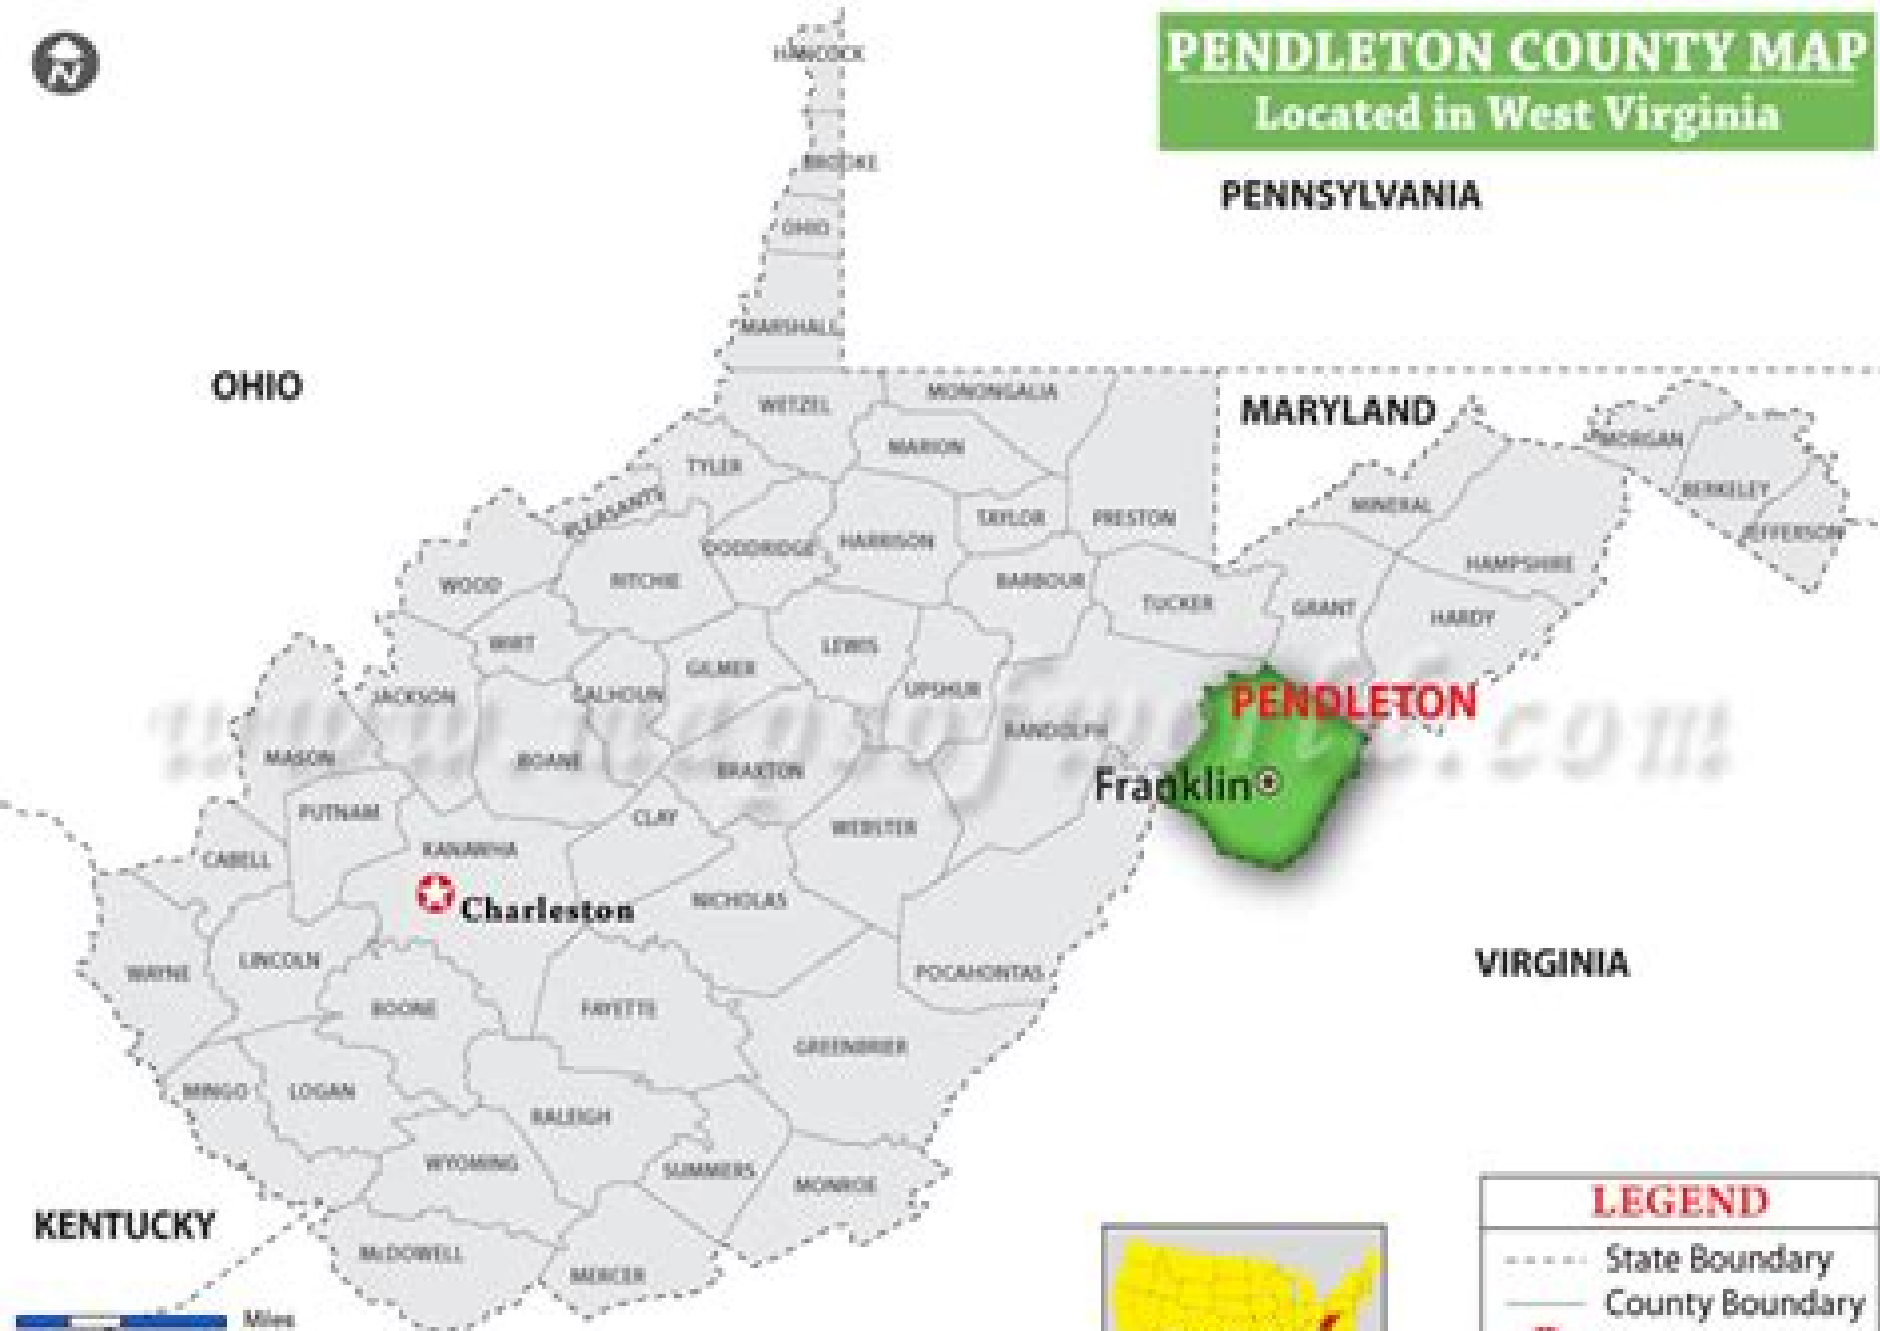 N
PENDLETON COUNTY MAP
Located in West Virginia
HANCOCK
BROOKE
PENNSYLVANIA
OHIO
MARSHALL
OHIO
WETZEL
MONONGALIA
MARYLAND
MARION
MORGAN
TYLER
PLEASANTS
MINERAL
BERKELEY
TAYLOR
PRESTON
JEFFERSON
DODDRIDGE
HARRISON
HAMPSHIRE
WOOD
RITCHIE
BARBOUR
TUCKER
GRANT
HARDY
WIRT
LEWIS
GILMER
JACKSON
CALHOUN
UPSHUR
PENDLETON
RANDOLPH
MASON
ROANE
BRAXTON
Franklin
PUTNAM
CLAY
WEBSTER
CABELL
KANAWHA
Charleston
NICHOLAS
WAYNE
LINCOLN
POCAHONTAS
VIRGINIA
BOONE
FAYETTE
GREENBRIER
MINGO
LOGAN
RALEIGH
WYOMING
SUMMERS
MONROE
KENTUCKY
LEGEND
McDOWELL
MERCER
State Boundary
County Boundary
Miles